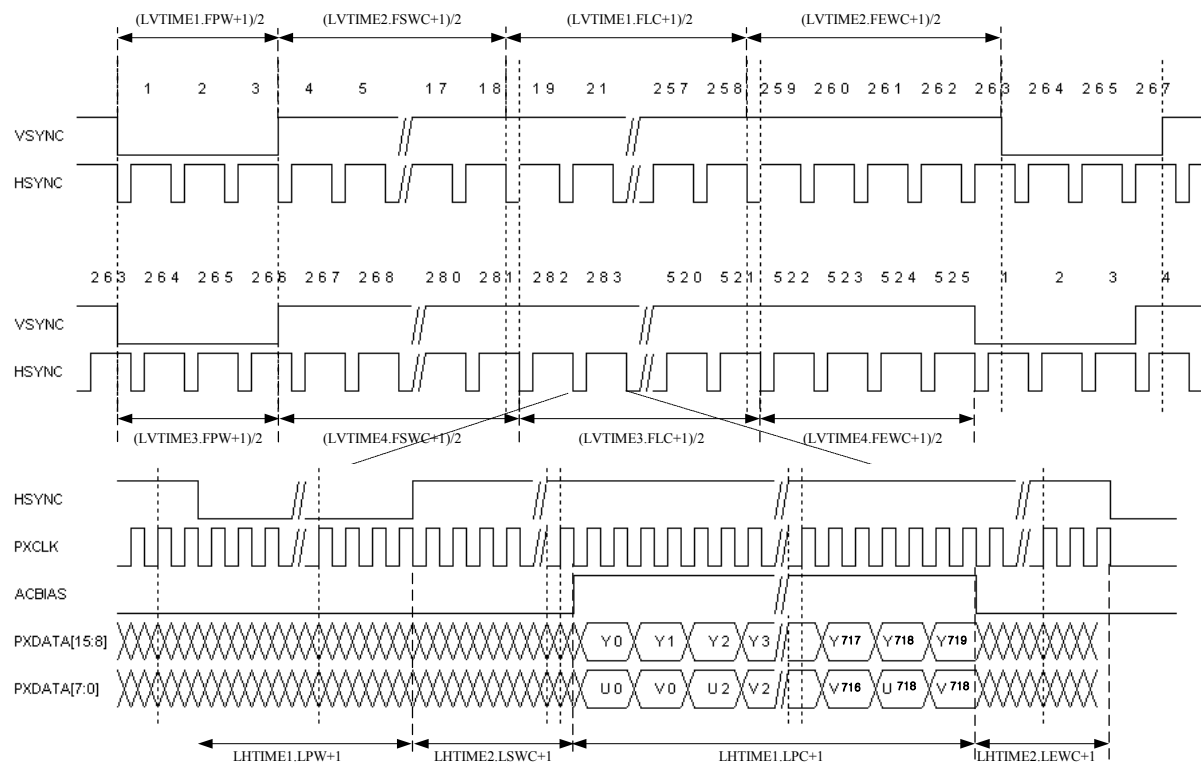 (LVTIME1.FPW+1)/2 (LVTIME2.FSWC+1)/2 (LVTIME1.FLC+1)/2 (LVTIME2.FEWC+1)/2
1 2 3 4 5 17 18 19 21 257 258 259 260 261 262 263 264 265 267
VSYNC
HSYNC
263 264 265 266 267 268 280 281 282 283 520 521 522 523 524 525 1 2 3 4
VSYNC
HSYNC
(LVTIME3.FPW+1)/2 (LVTIME4.FSWC+1)/2 (LVTIME3.FLC+1)/2 (LVTIME4.FEWC+1)/2
HSYNC
PXCLK
ACBIAS
PXDATA[15:8] Y0 Y1 Y2 Y3 Y717 Y718 Y719
PXDATA[7:0] U0 V0 U2 V2 V716 U718 V718
LHTIME1.LPW+1 LHTIME2.LSWC+1 LHTIME1.LPC+1 LHTIME2.LEWC+1